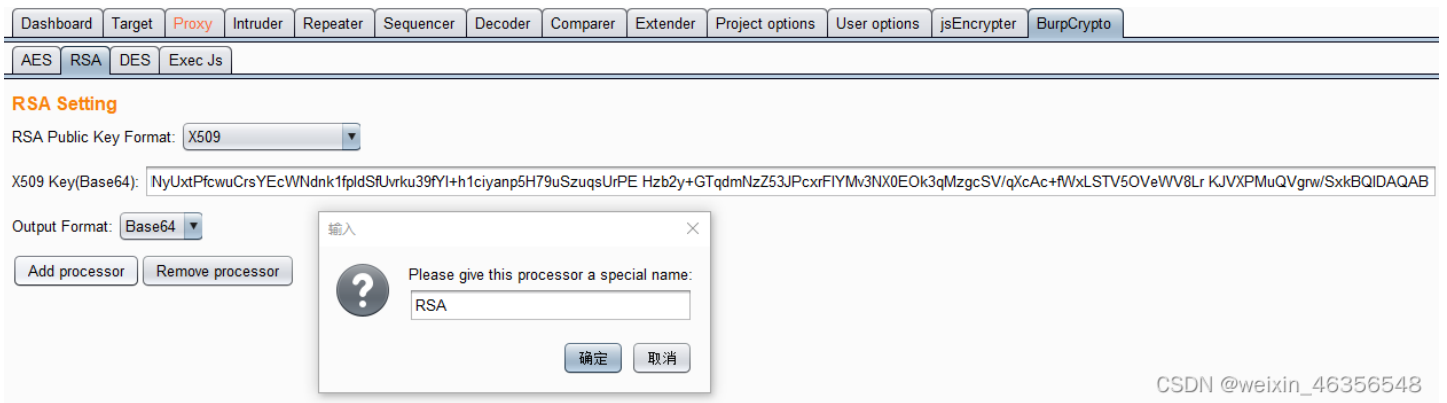 Dashboard Target Proxy Intruder Repeater Sequencer Decoder Comparer Extender Project options User options jsEncrypter BurpCrypto
AES RSA DES Exec Js
RSA Setting
RSA Public Key Format: X509
X509 Key(Base64): NyUxtPfcwuCrsYEcWNdnk1fpldSfUvrku39fYl+h1ciyanp5H79uSzuqsUrPE Hzb2y+GTqdmNzZ53JPcxrFlYMv3NX0EOk3qMzgcSV/qXcAc+fWxLSTV5OVeWV8Lr KJVXPMuQVgrw/SxkBQIDAQAB
Output Format: Base64
Add processor Remove processor
输入
Please give this processor a special name:
RSA
确定 取消
CSDN @weixin_46356548